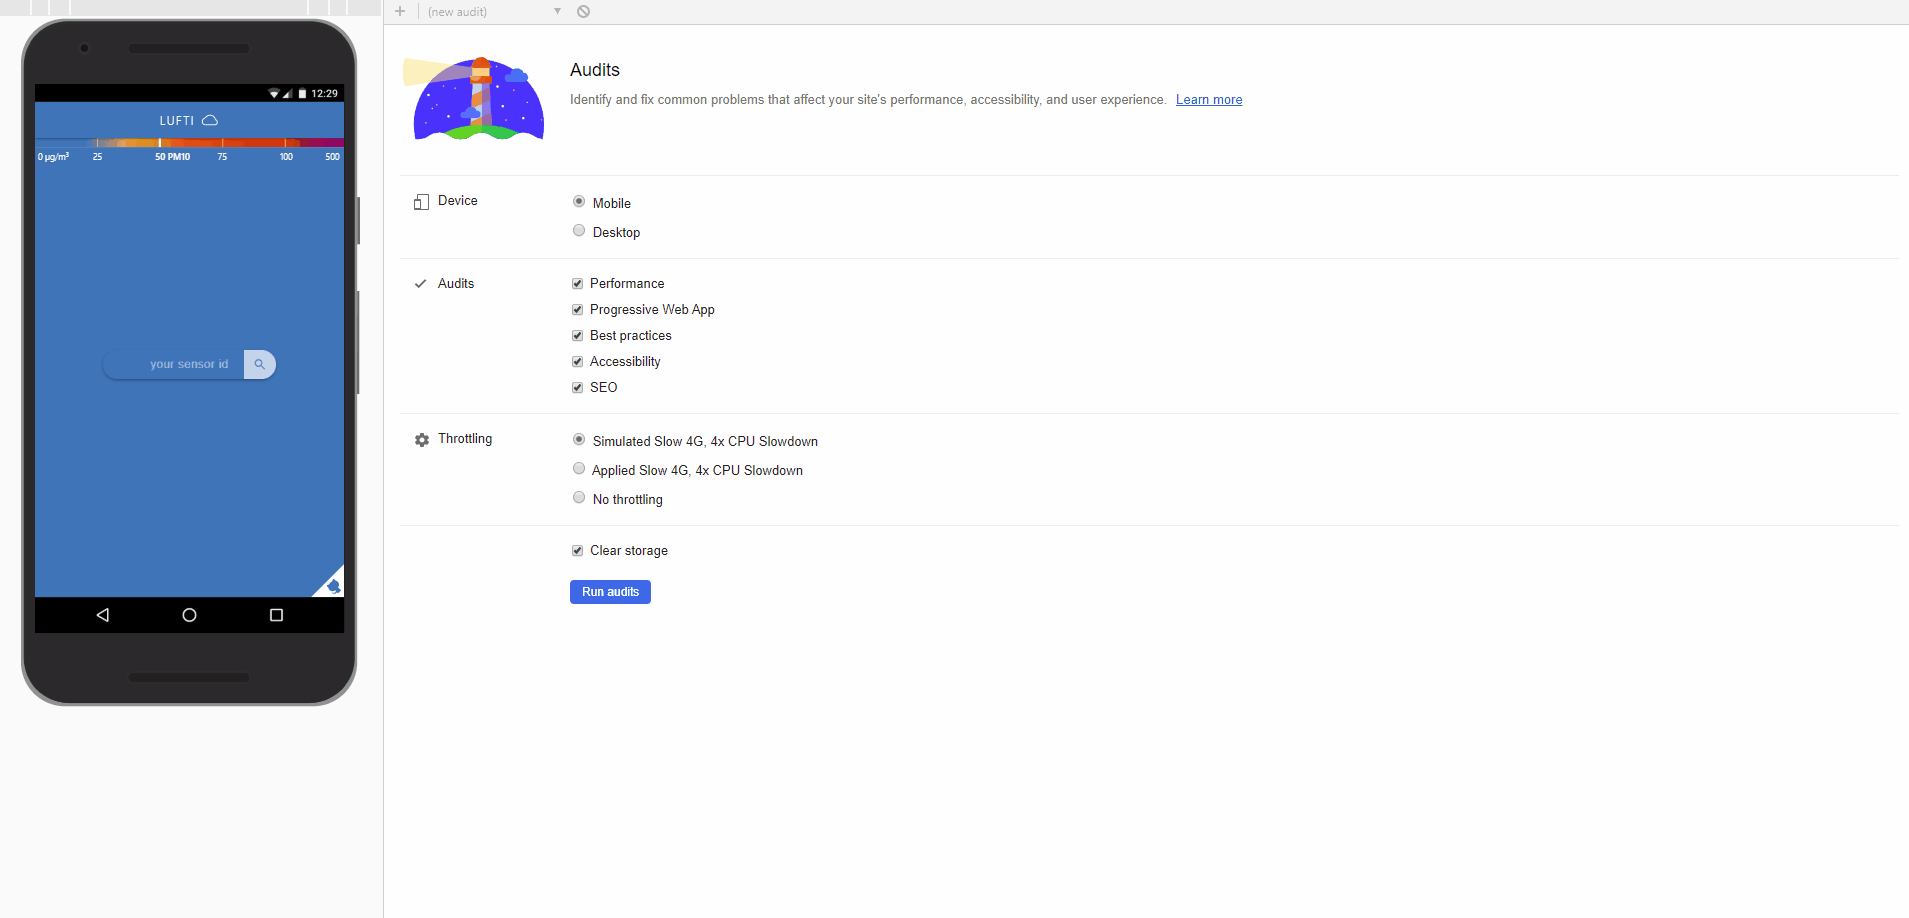 (new audit)
12:29
LUFTI
0 µg/m³ 25 50 PM10 75 100 500
your sensor id
Audits
Identify and fix common problems that affect your site's performance, accessibility, and user experience. Learn more
Device
Mobile
Desktop
Audits
Performance
Progressive Web App
Best practices
Accessibility
SEO
Throttling
Simulated Slow 4G, 4x CPU Slowdown
Applied Slow 4G, 4x CPU Slowdown
No throttling
Clear storage
Run audits